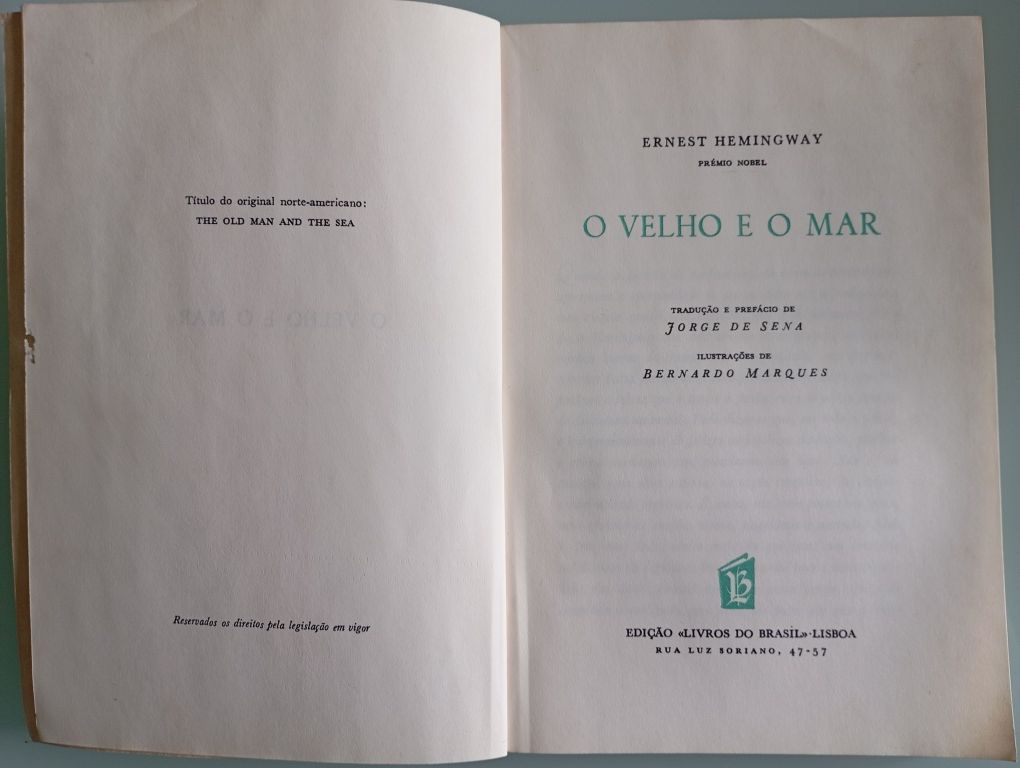 Título do original norte-americano:
THE OLD MAN AND THE SEA
Reservados os direitos pela legislação em vigor
ERNEST HEMINGWAY
PRÉMIO NOBEL
O VELHO E O MAR
TRADUÇÃO E PREFÁCIO DE
JORGE DE SENA
ILUSTRAÇÕES DE
BERNARDO MARQUES
LB
EDIÇÃO «LIVROS DO BRASIL»·LISBOA
RUA LUZ SORIANO, 47-57